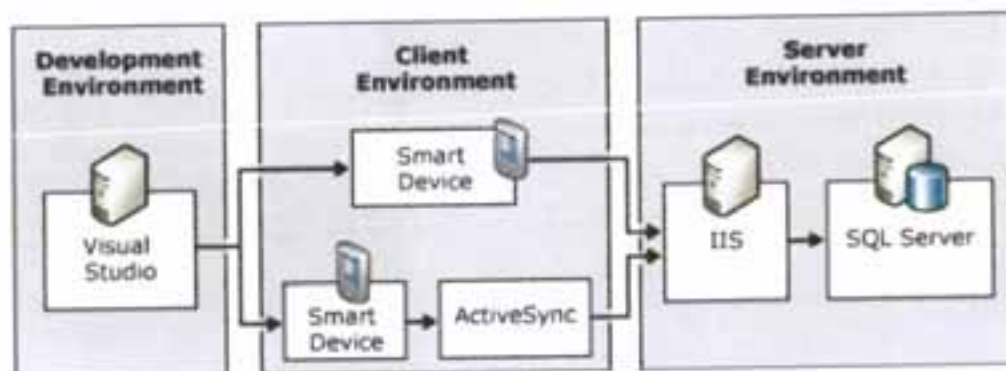 Development
Environment
Visual
Studio
Client
Environment
Smart
Device
Smart
Device
ActiveSync
Server
Environment
IIS
SQL Server